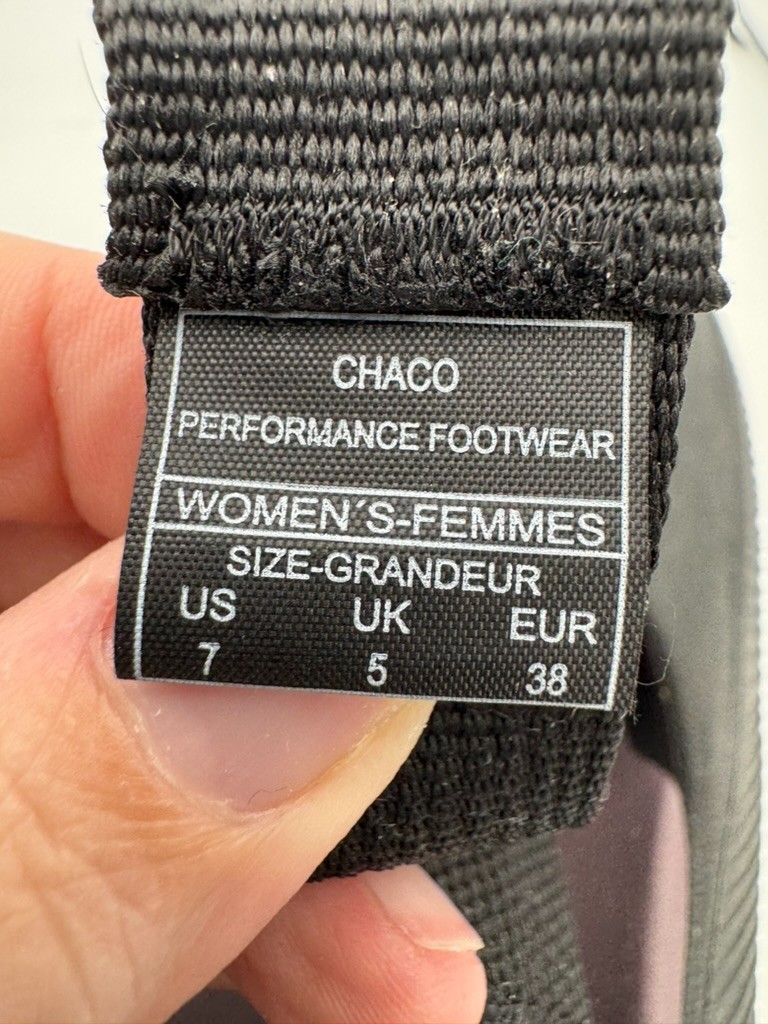 CHACO
PERFORMANCE FOOTWEAR
WOMEN´S-FEMMES
SIZE-GRANDEUR
US UK EUR
7 5 38